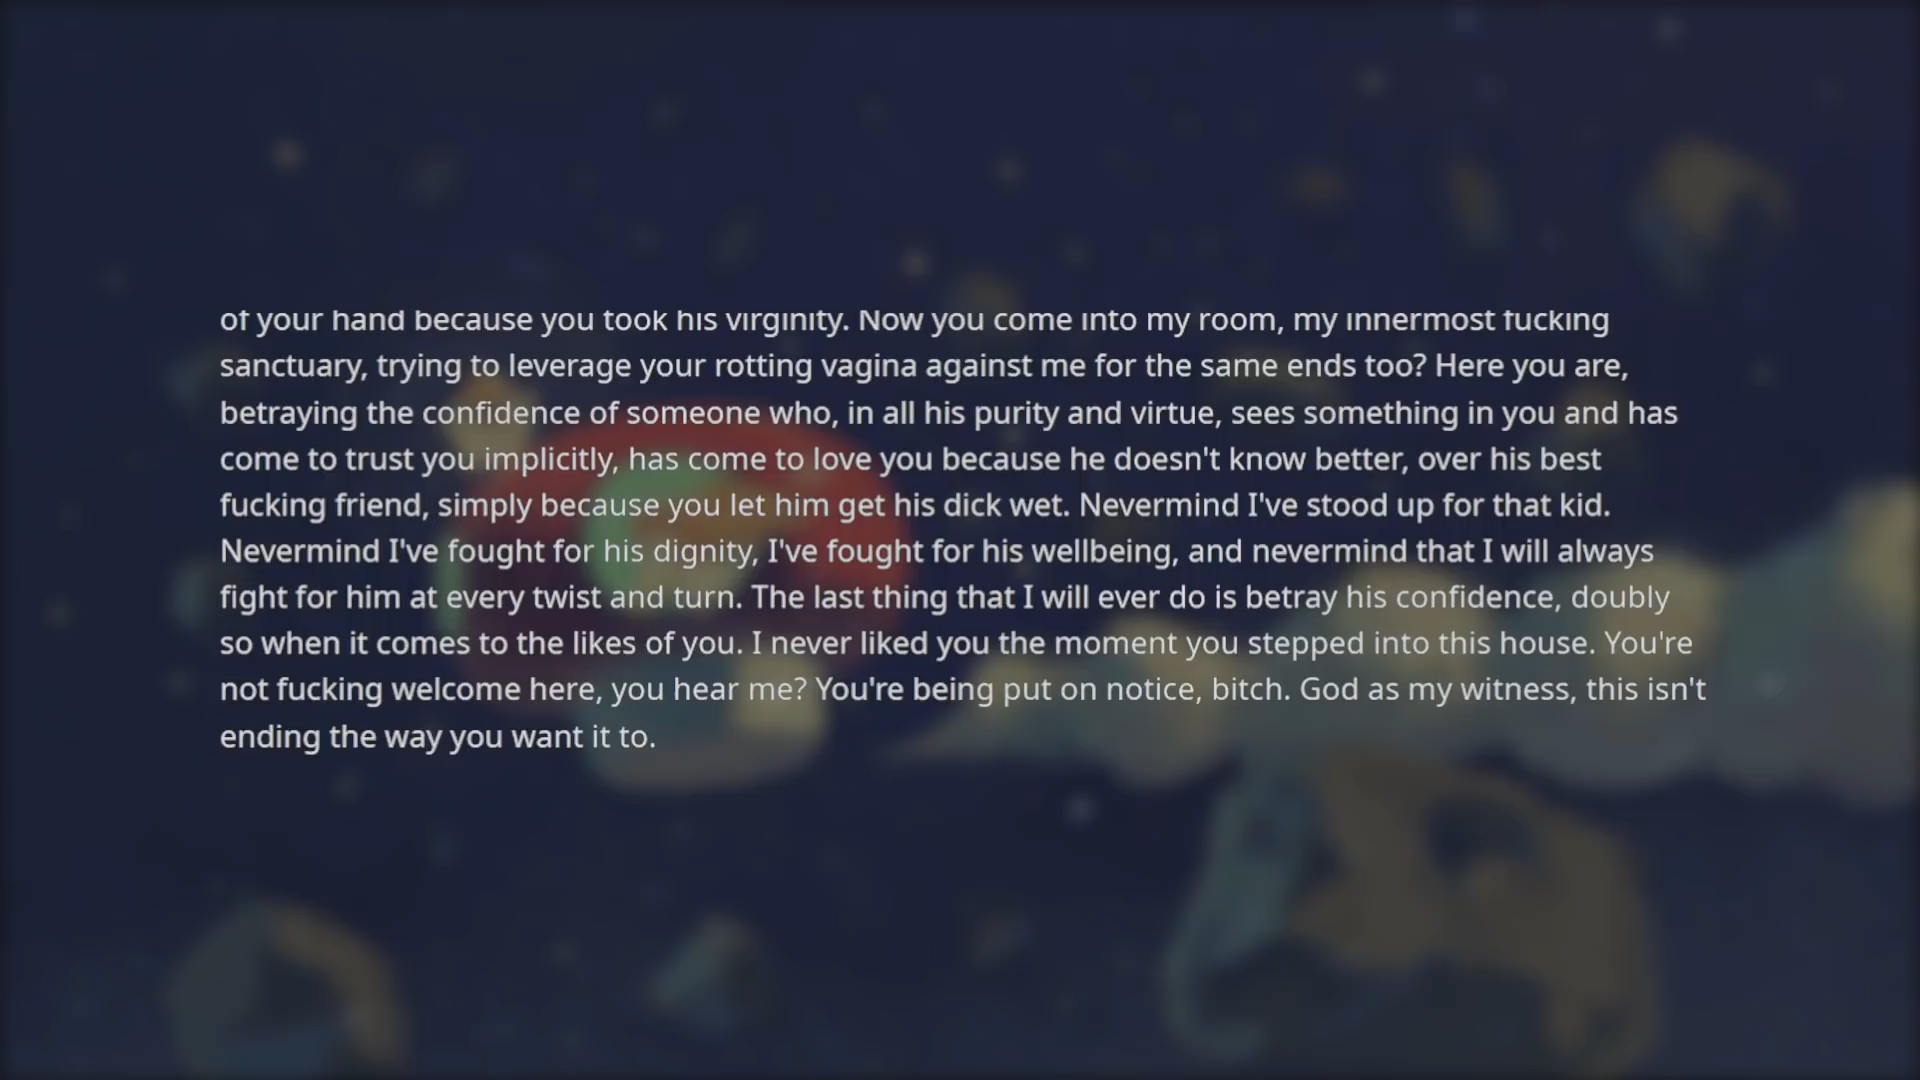 of your hand because you took his virginity. Now you come into my room, my innermost fucking
sanctuary, trying to leverage your rotting vagina against me for the same ends too? Here you are,
betraying the confidence of someone who, in all his purity and virtue, sees something in you and has
come to trust you implicitly, has come to love you because he doesn't know better, over his best
fucking friend, simply because you let him get his dick wet. Nevermind I've stood up for that kid.
Nevermind I've fought for his dignity, I've fought for his wellbeing, and nevermind that I will always
fight for him at every twist and turn. The last thing that I will ever do is betray his confidence, doubly
so when it comes to the likes of you. I never liked you the moment you stepped into this house. You're
not fucking welcome here, you hear me? You're being put on notice, bitch. God as my witness, this isn't
ending the way you want it to.